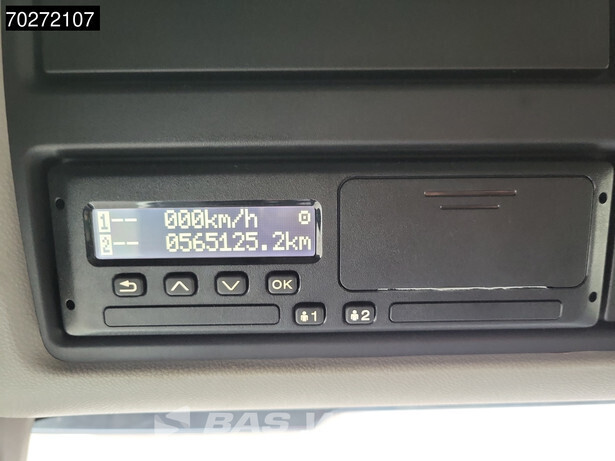 70272107
1-- 000km/h
2-- 0565125.2km
OK
1 2
BAS